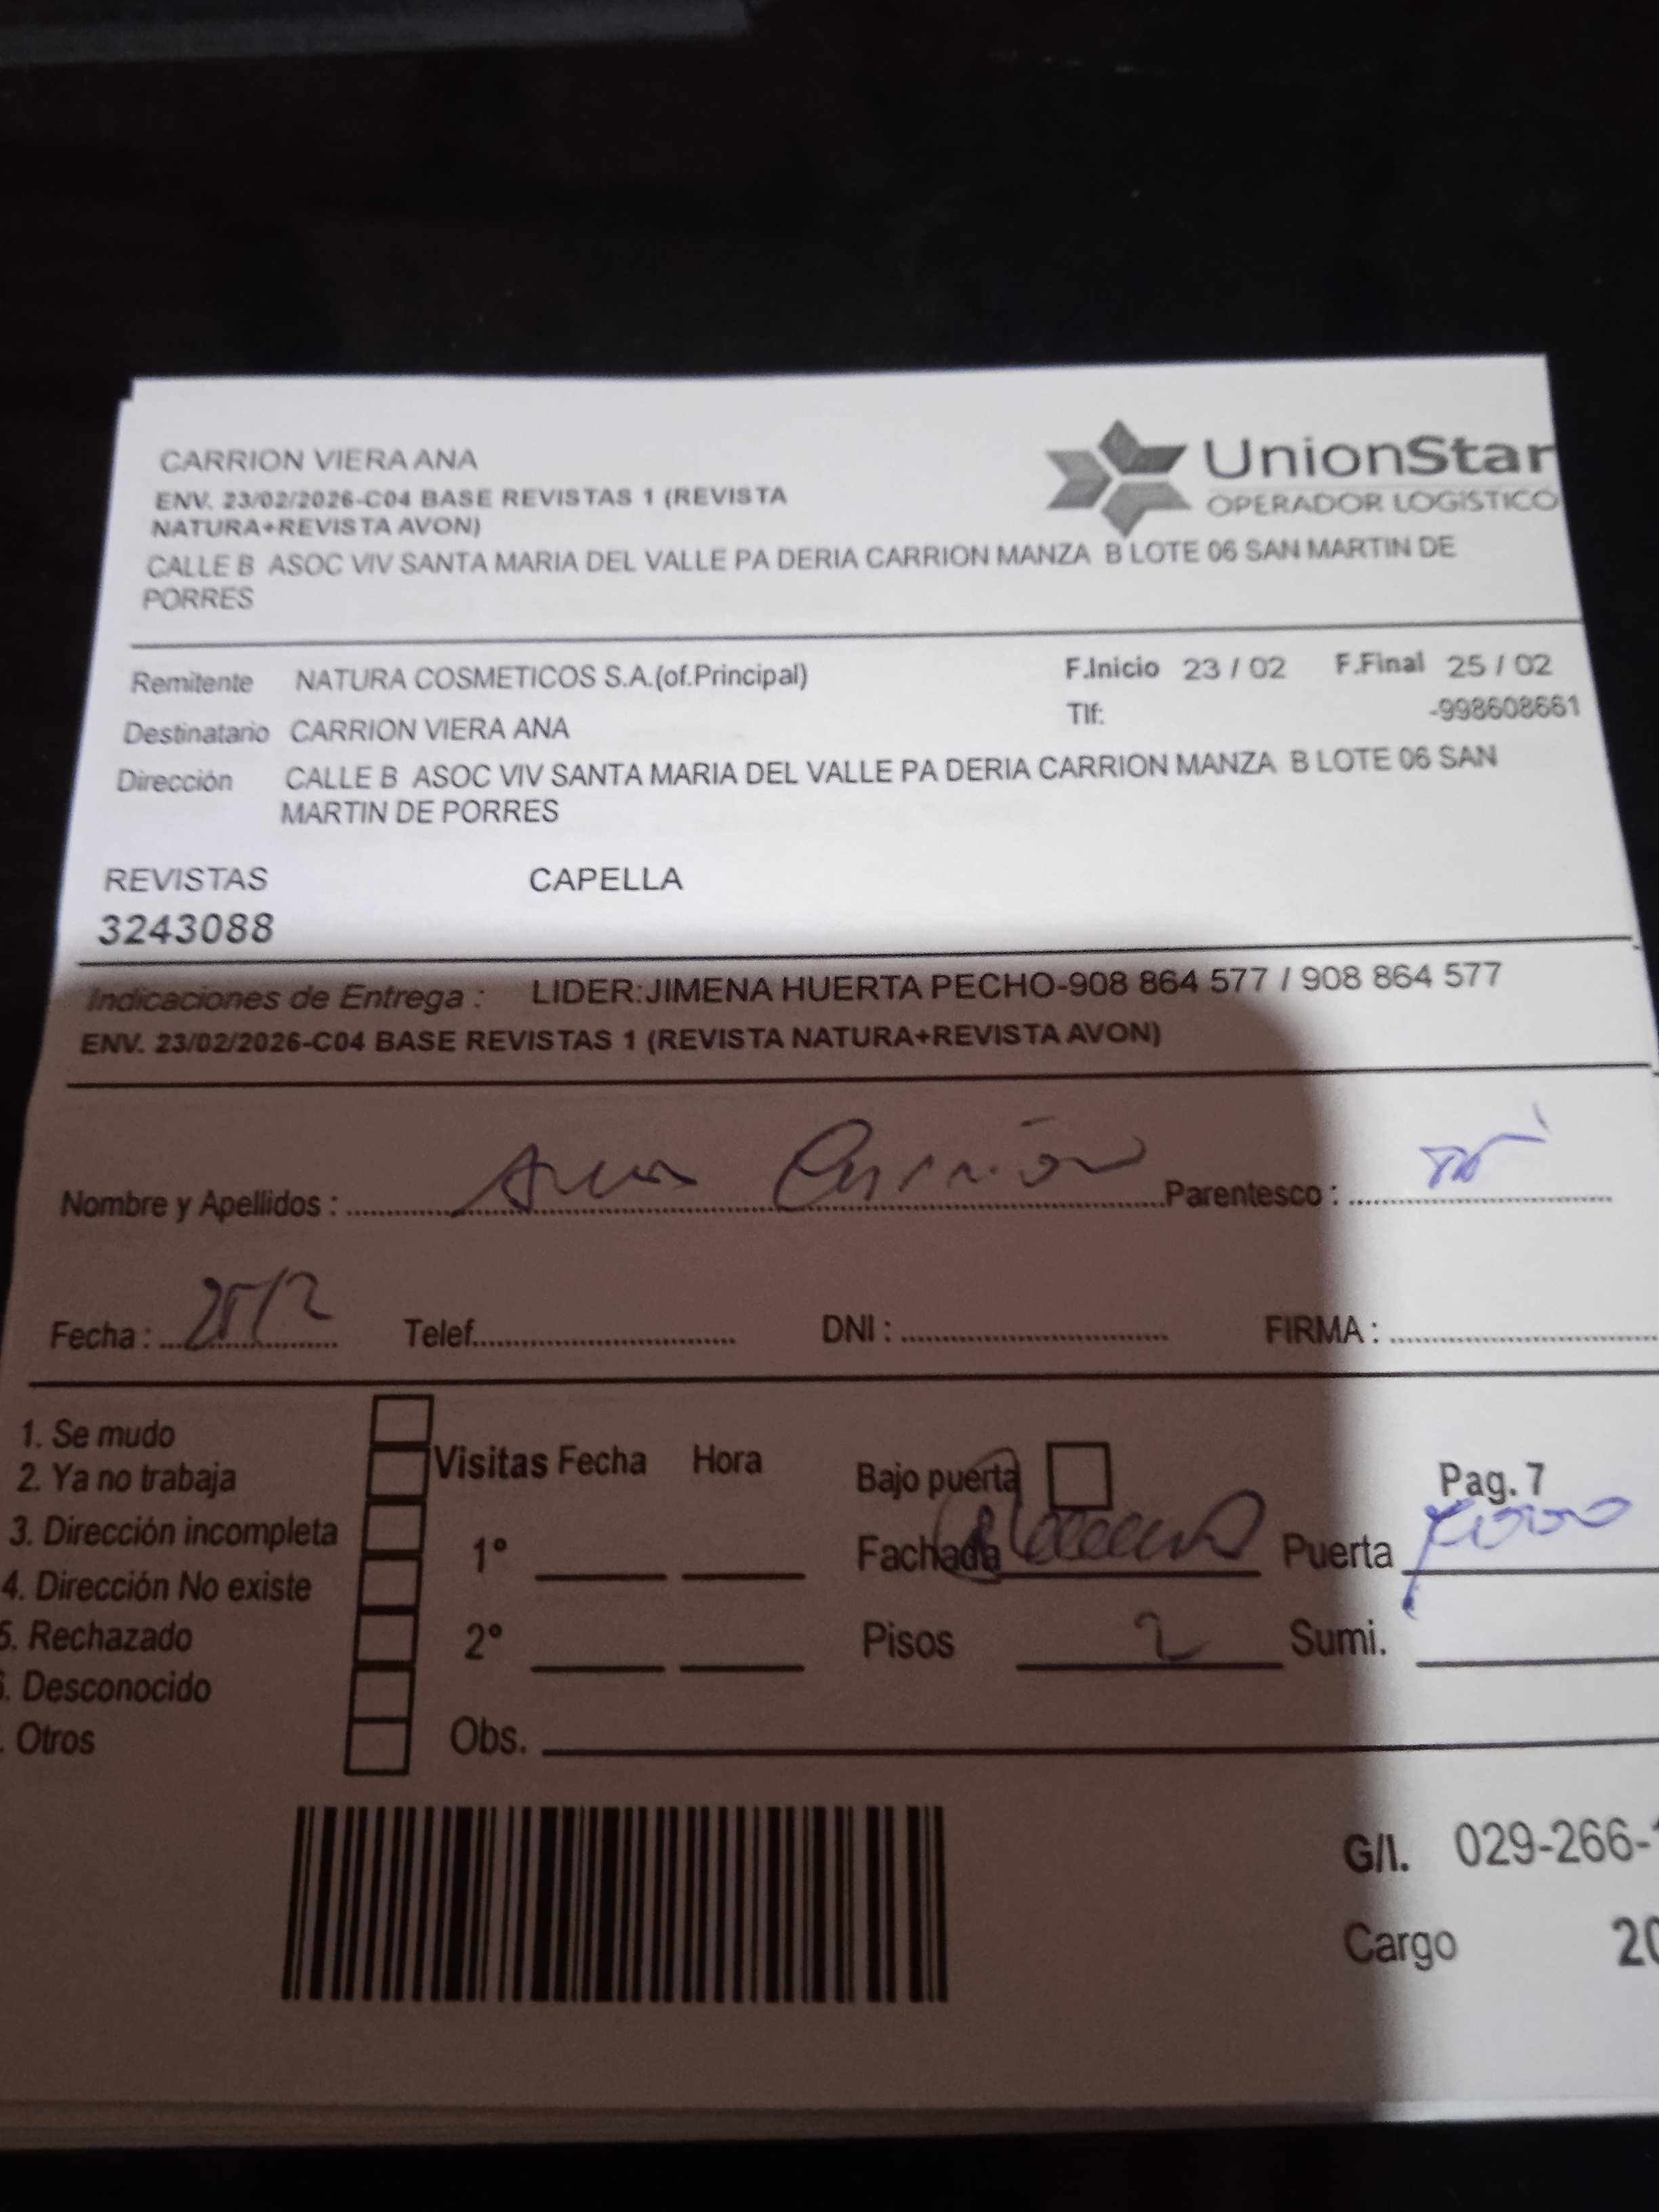 CARRION VIERA ANA
UnionStar
OPERADOR LOGÍSTICO
ENV. 23/02/2026-C04 BASE REVISTAS 1 (REVISTA
NATURA+REVISTA AVON)
CALLE B ASOC VIV SANTA MARIA DEL VALLE PA DERIA CARRION MANZA B LOTE 06 SAN MARTIN DE
PORRES
Remitente NATURA COSMETICOS S.A.(of.Principal) F.Inicio 23 / 02 F.Final 25 / 02
Destinatario CARRION VIERA ANA Tlf: -998608661
Dirección CALLE B ASOC VIV SANTA MARIA DEL VALLE PA DERIA CARRION MANZA B LOTE 06 SAN
MARTIN DE PORRES
REVISTAS CAPELLA
3243088
Indicaciones de Entrega : LIDER:JIMENA HUERTA PECHO-908 864 577 / 908 864 577
ENV. 23/02/2026-C04 BASE REVISTAS 1 (REVISTA NATURA+REVISTA AVON)
Nombre y Apellidos : Ana Carrión Parentesco :
Fecha : 25/2 Telef. DNI : FIRMA :
1. Se mudo
2. Ya no trabaja
3. Dirección incompleta
4. Dirección No existe
5. Rechazado
. Desconocido
. Otros
Visitas Fecha Hora
1°
2°
Obs.
Bajo puerta Pag. 7
Fachada Puerta
Pisos 2 Sumi.
G/I. 029-266-
Cargo 20